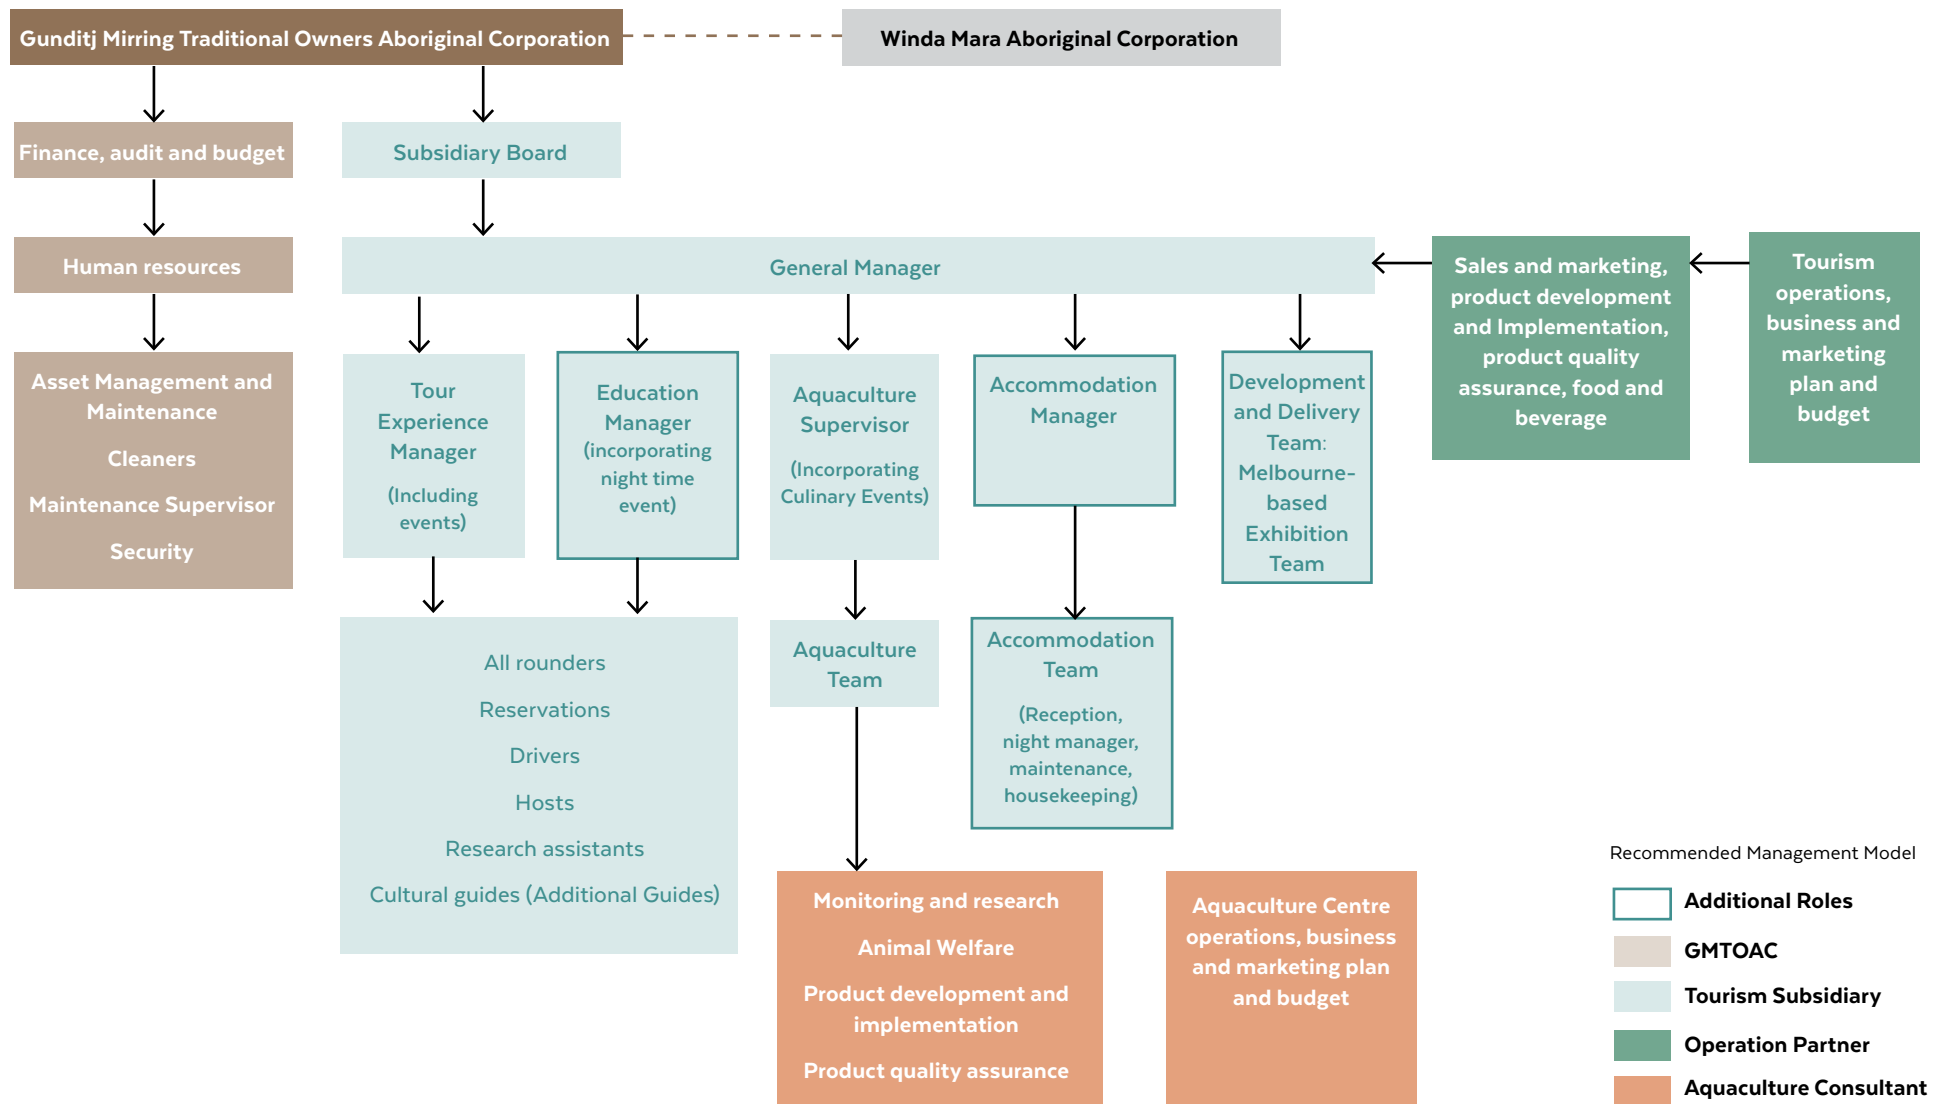 Gunditj Mirring Traditional Owners Aboriginal Corporation
Winda Mara Aboriginal Corporation
Finance, audit and budget
Subsidiary Board
Human resources
General Manager
Sales and marketing,
product development
and Implementation,
product quality
assurance, food and
beverage
Tourism
operations,
business and
marketing
plan and
budget
Asset Management and
Maintenance
Cleaners
Maintenance Supervisor
Security
Tour
Experience
Manager
(Including
events)
Education
Manager
(incorporating
night time
event)
Aquaculture
Supervisor
(Incorporating
Culinary Events)
Accommodation
Manager
Development
and Delivery
Team:
Melbourne-
based
Exhibition
Team
All rounders
Reservations
Drivers
Hosts
Research assistants
Cultural guides (Additional Guides)
Aquaculture
Team
Accommodation
Team
(Reception,
night manager,
maintenance,
housekeeping)
Monitoring and research
Animal Welfare
Product development and
implementation
Product quality assurance
Aquaculture Centre
operations, business
and marketing plan
and budget
Recommended Management Model
Additional Roles
GMTOAC
Tourism Subsidiary
Operation Partner
Aquaculture Consultant